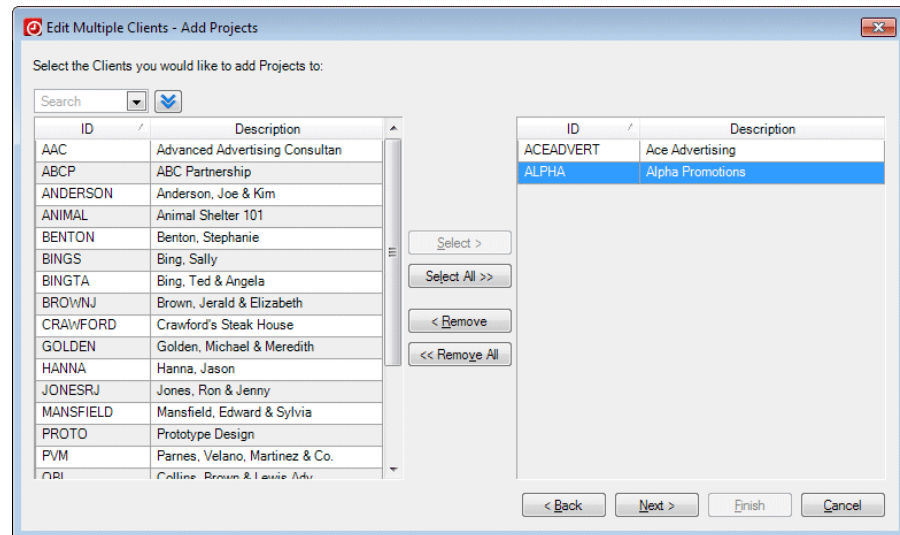 Edit Multiple Clients - Add Projects
Select the Clients you would like to add Projects to:
Search
ID Description
AAC Advanced Advertising Consultan
ABCP ABC Partnership
ANDERSON Anderson, Joe & Kim
ANIMAL Animal Shelter 101
BENTON Benton, Stephanie
BINGS Bing, Sally
BINGTA Bing, Ted & Angela
BROWNJ Brown, Jerald & Elizabeth
CRAWFORD Crawford's Steak House
GOLDEN Golden, Michael & Meredith
HANNA Hanna, Jason
JONESRJ Jones, Ron & Jenny
MANSFIELD Mansfield, Edward & Sylvia
PROTO Prototype Design
PVM Parnes, Velano, Martinez & Co.
Collins, Brown & Lewis Adv
Select >
Select All >>
< Remove
<< Remove All
ID Description
ACEADVERT Ace Advertising
ALPHA Alpha Promotions
< Back Next > Finish Cancel